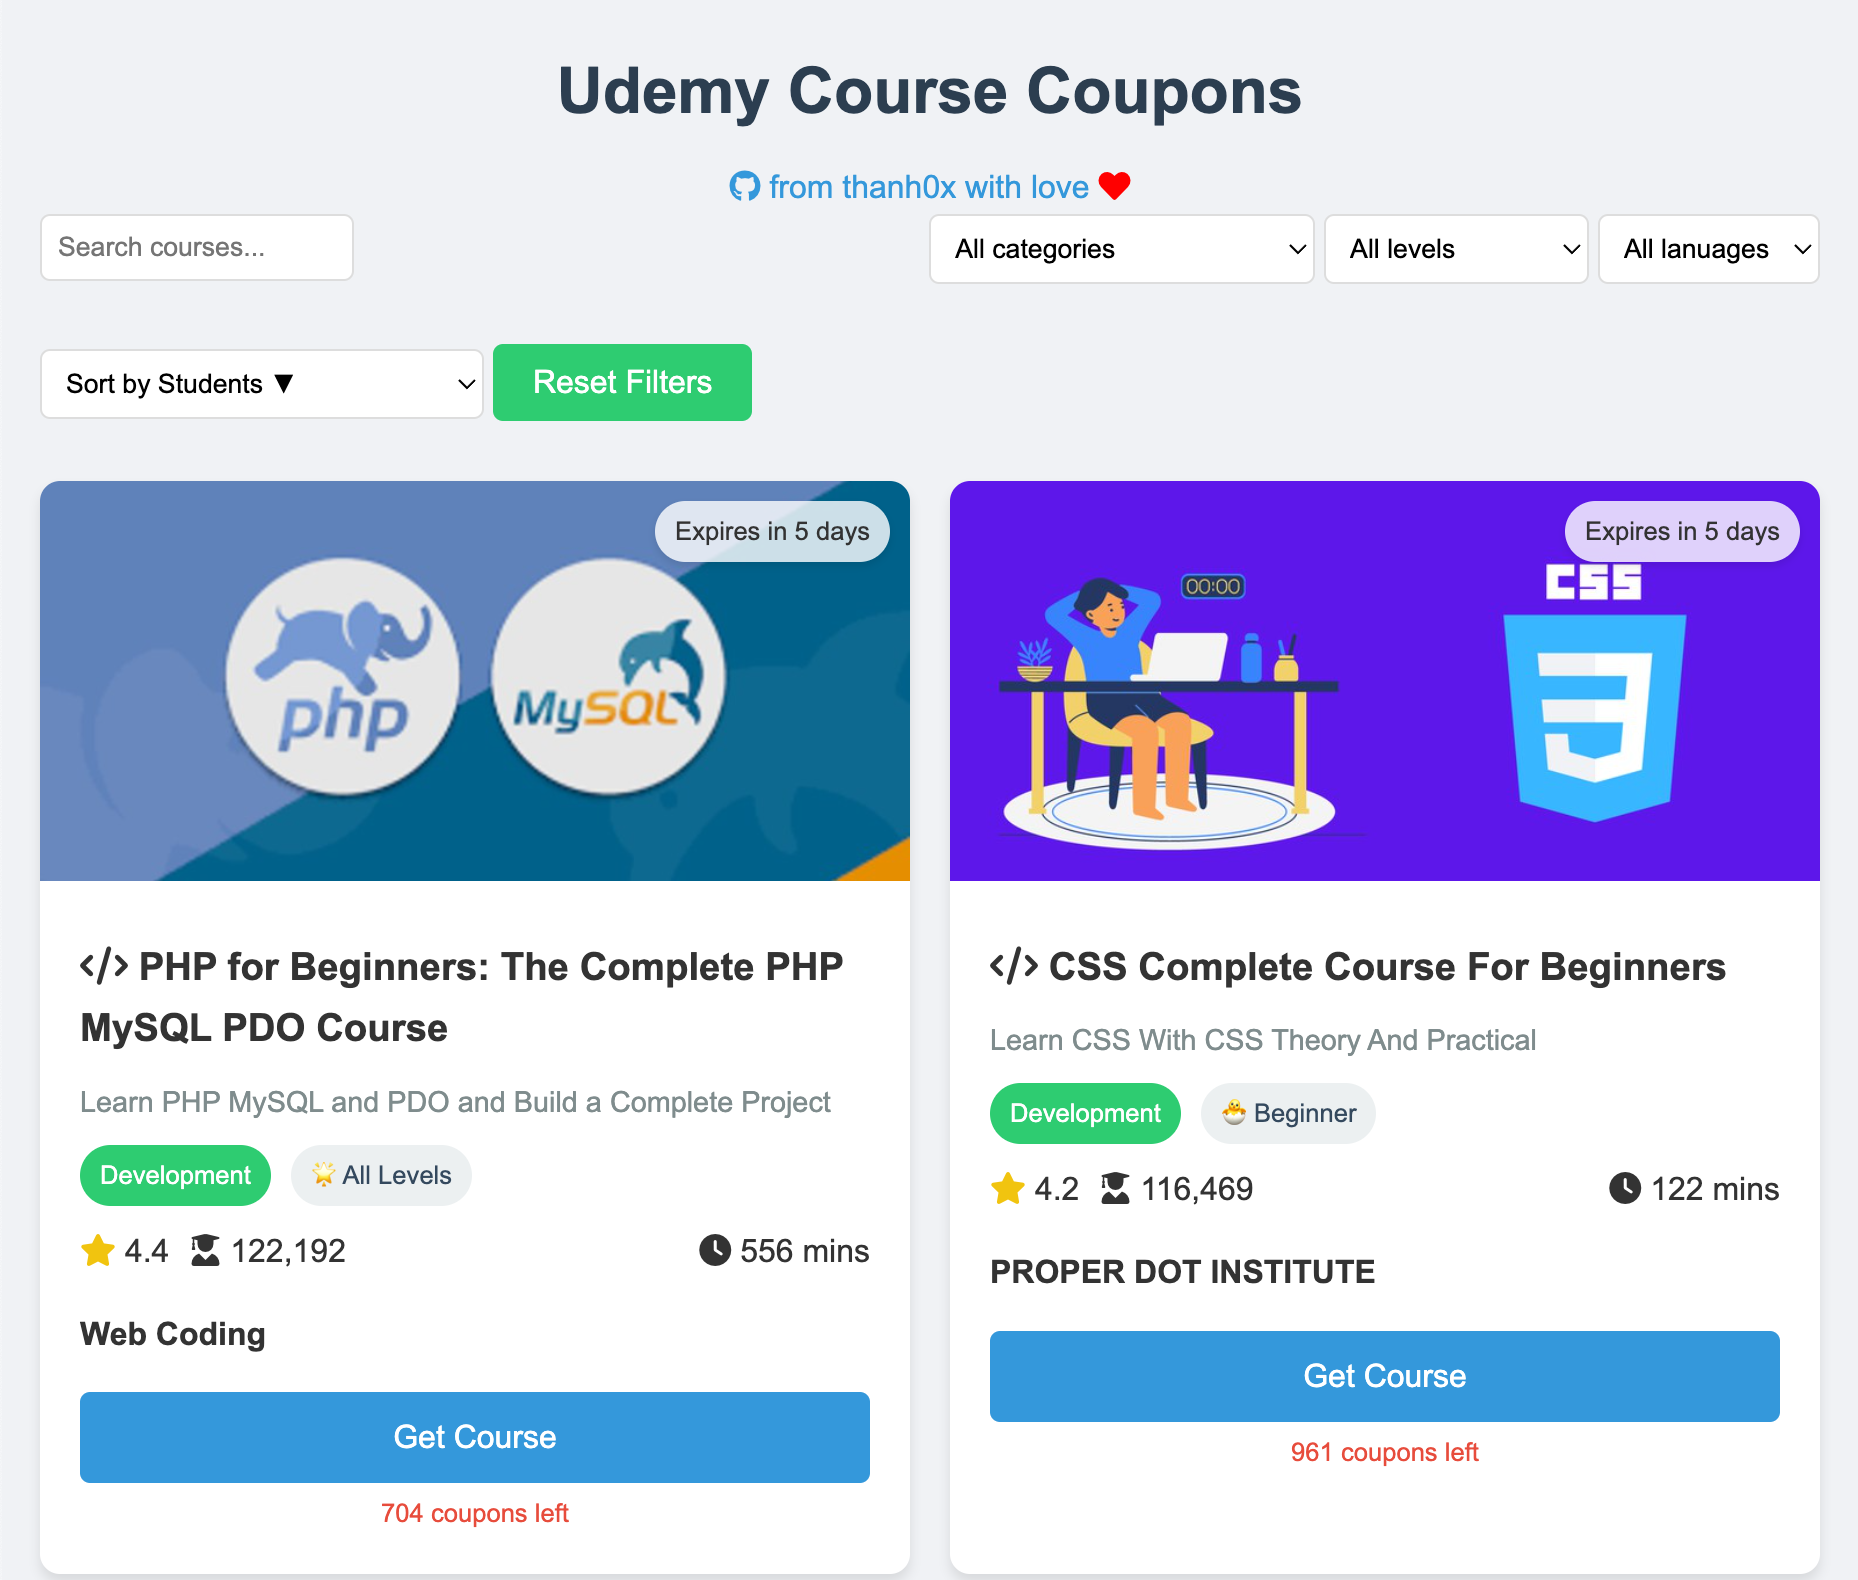 Udemy Course Coupons
from thanh0x with love
Search courses...
All categories
All levels
All lanuages
Sort by Students ▼
Reset Filters
Expires in 5 days
php
MySQL
PHP for Beginners: The Complete PHP
MySQL PDO Course
Learn PHP MySQL and PDO and Build a Complete Project
Development
All Levels
4.4
122,192
556 mins
Web Coding
Get Course
704 coupons left
Expires in 5 days
00:00
CSS
CSS Complete Course For Beginners
Learn CSS With CSS Theory And Practical
Development
Beginner
4.2
116,469
122 mins
PROPER DOT INSTITUTE
Get Course
961 coupons left